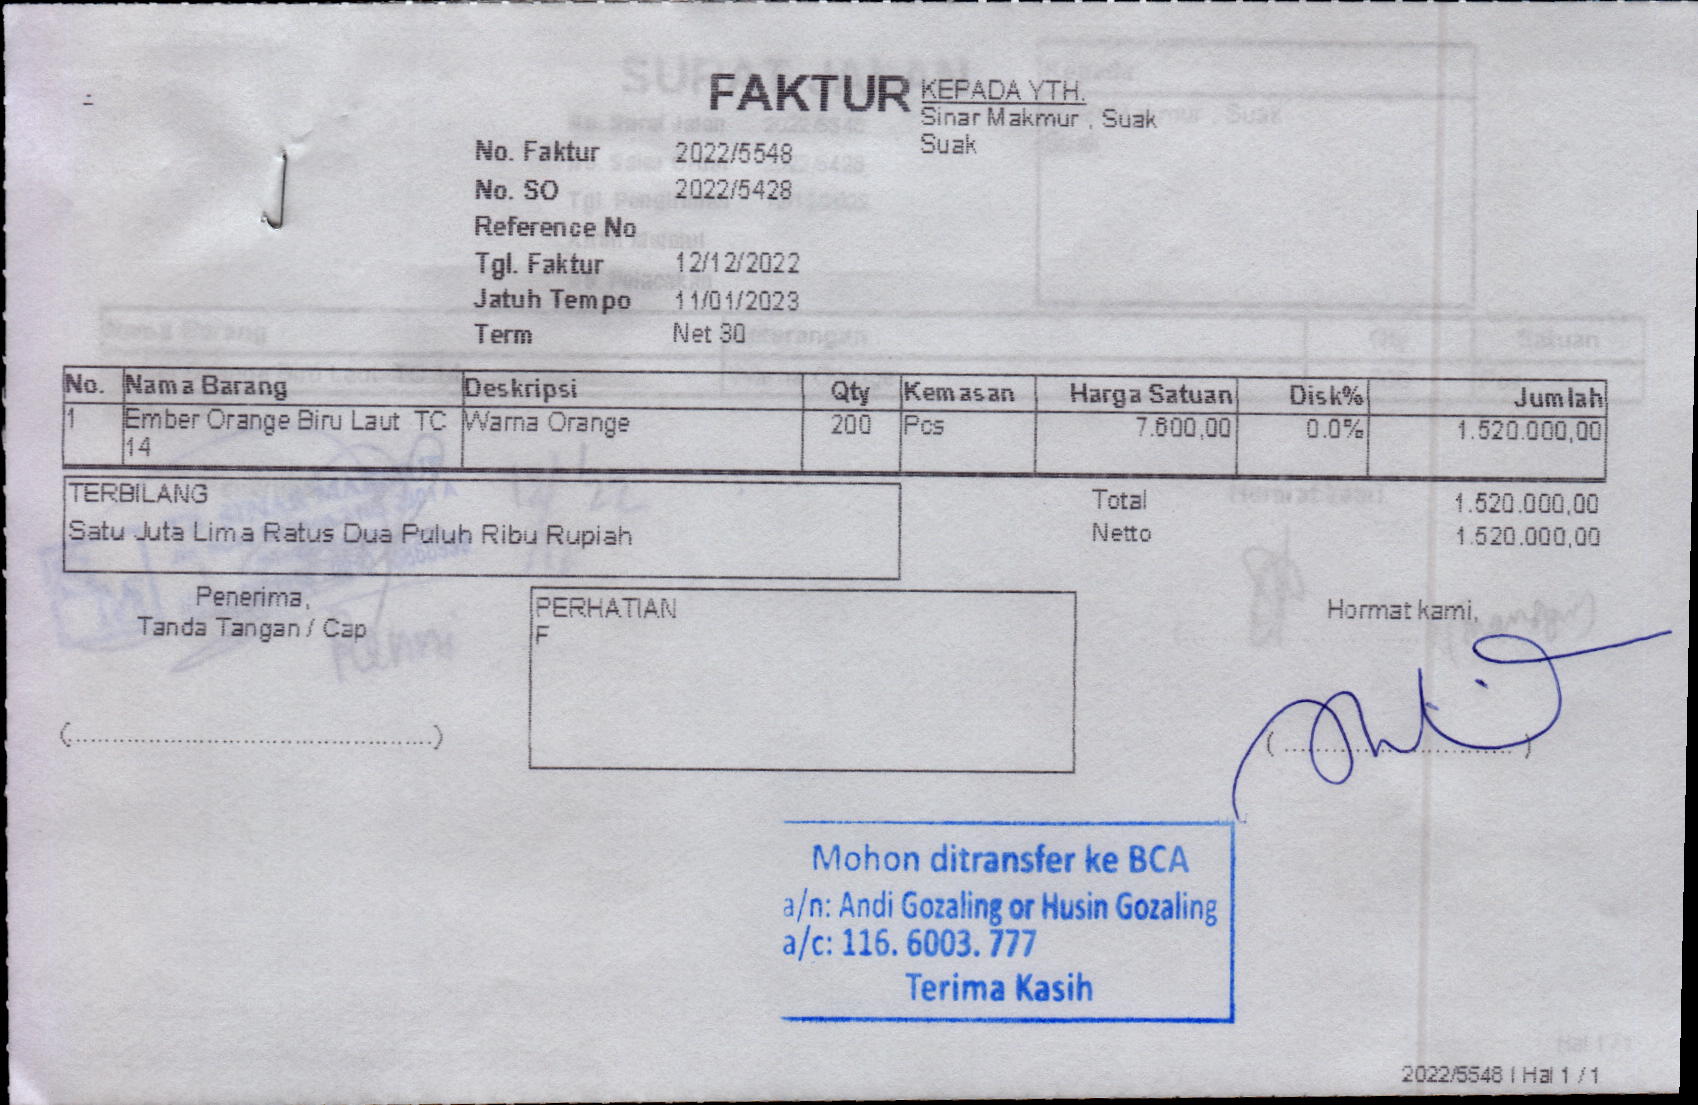 FAKTUR
KEPADA YTH.
Sinar Makmur , Suak
Suak
No. Faktur 2022/5548
No. SO 2022/5428
Reference No
Tgl. Faktur 12/12/2022
Jatuh Tempo 11/01/2023
Term Net 30
No. Nama Barang Deskripsi Qty Kemasan Harga Satuan Disk% Jumlah
1 Ember Orange Biru Laut TC Warna Orange 200 Pcs 7.600,00 0.0% 1.520.000,00
14
TERBILANG
Satu Juta Lima Ratus Dua Puluh Ribu Rupiah
Total 1.520.000,00
Netto 1.520.000,00
Penerima,
Tanda Tangan / Cap
(..........................................)
PERHATIAN
F
Hormat kami,
(..............................)
Mohon ditransfer ke BCA
a/n: Andi Gozaling or Husin Gozaling
a/c: 116. 6003. 777
Terima Kasih
2022/5548 | Hal 1 / 1